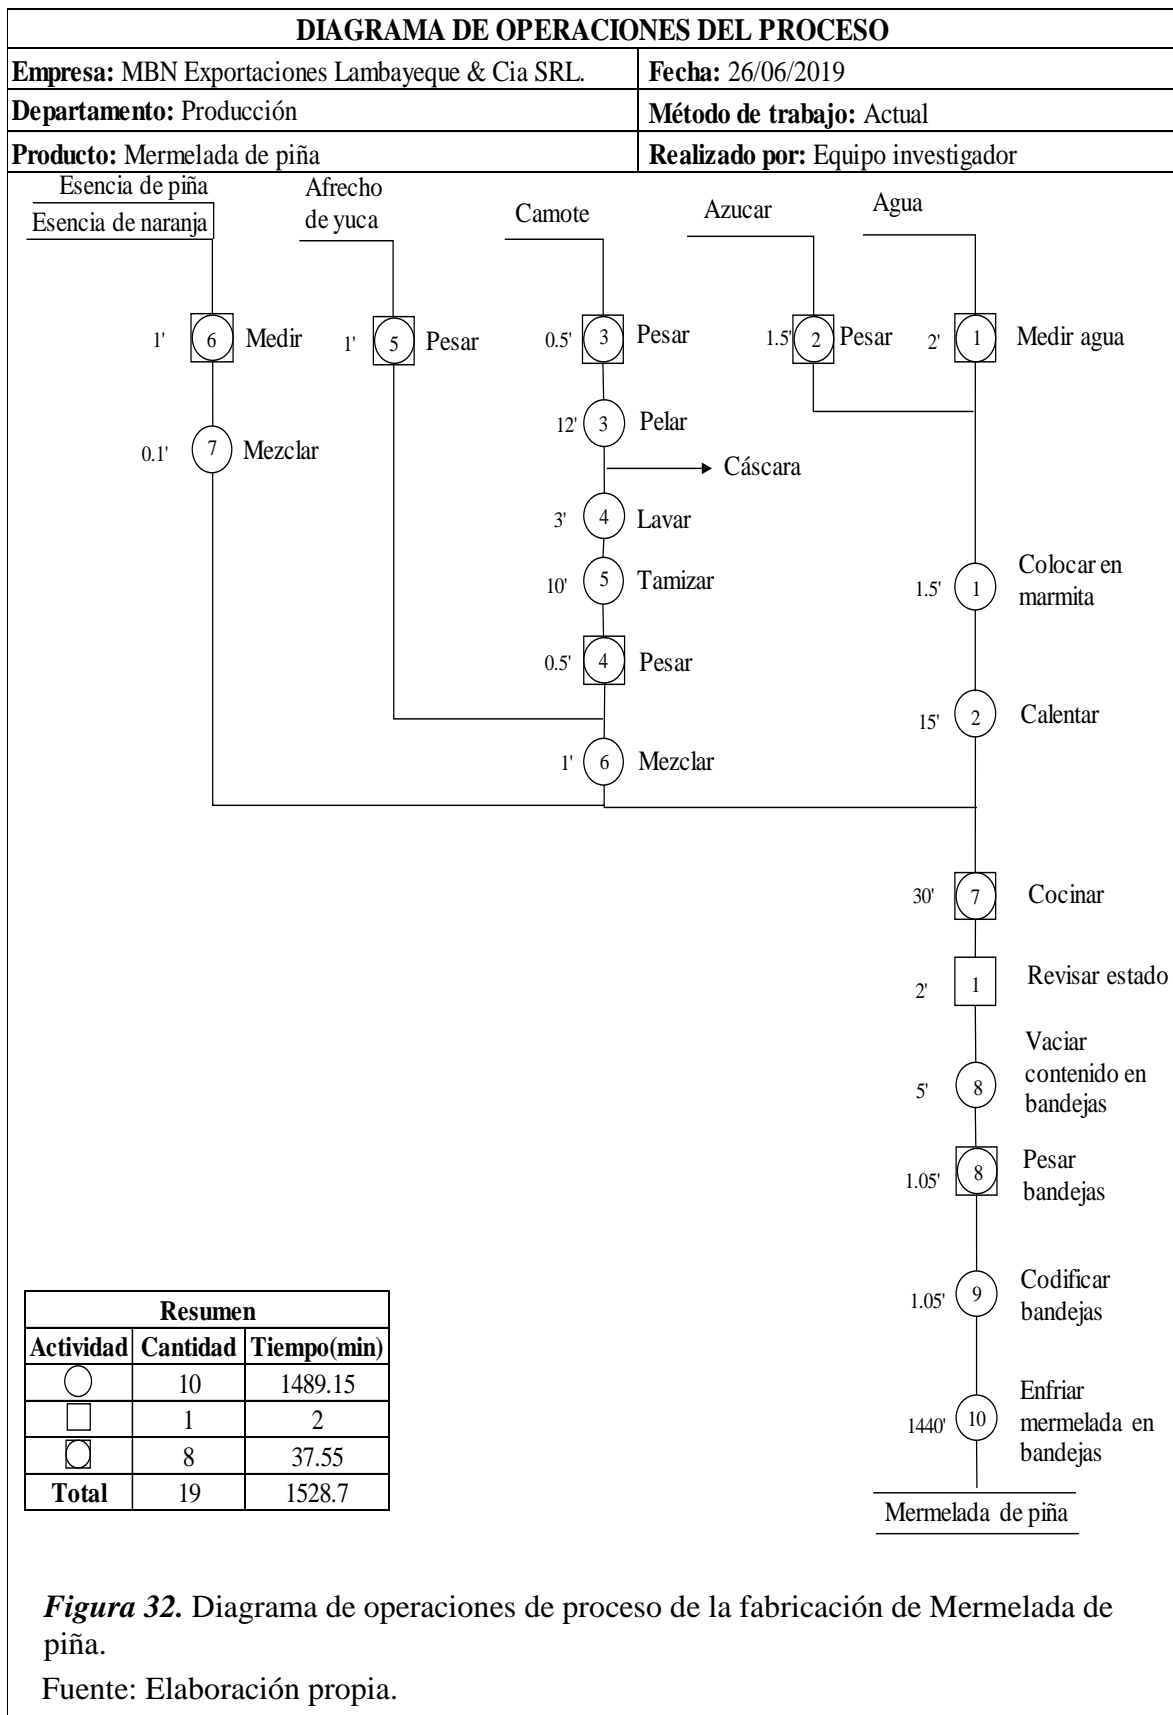 DIAGRAMA DE OPERACIONES DEL PROCESO
Empresa: MBN Exportaciones Lambayeque & Cia SRL.
Fecha: 26/06/2019
Departamento: Producción
Método de trabajo: Actual
Producto: Mermelada de piña
Realizado por: Equipo investigador
Esencia de piña
Esencia de naranja
Afrecho
de yuca
Camote
Azucar
Agua
1' 6 Medir
1' 5 Pesar
0.5' 3 Pesar
1.5' 2 Pesar
2' 1 Medir agua
12' 3 Pelar
0.1' 7 Mezclar
Cáscara
3' 4 Lavar
10' 5 Tamizar
1.5' 1 Colocar en
marmita
0.5' 4 Pesar
15' 2 Calentar
1' 6 Mezclar
30' 7 Cocinar
2' 1 Revisar estado
Vaciar
5' 8 contenido en
bandejas
1.05' 8 Pesar
bandejas
1.05' 9 Codificar
bandejas
Enfriar
1440' 10 mermelada en
bandejas
Mermelada de piña
Resumen
Actividad Cantidad Tiempo(min)
10 1489.15
1 2
8 37.55
Total 19 1528.7
Figura 32. Diagrama de operaciones de proceso de la fabricación de Mermelada de
piña.
Fuente: Elaboración propia.